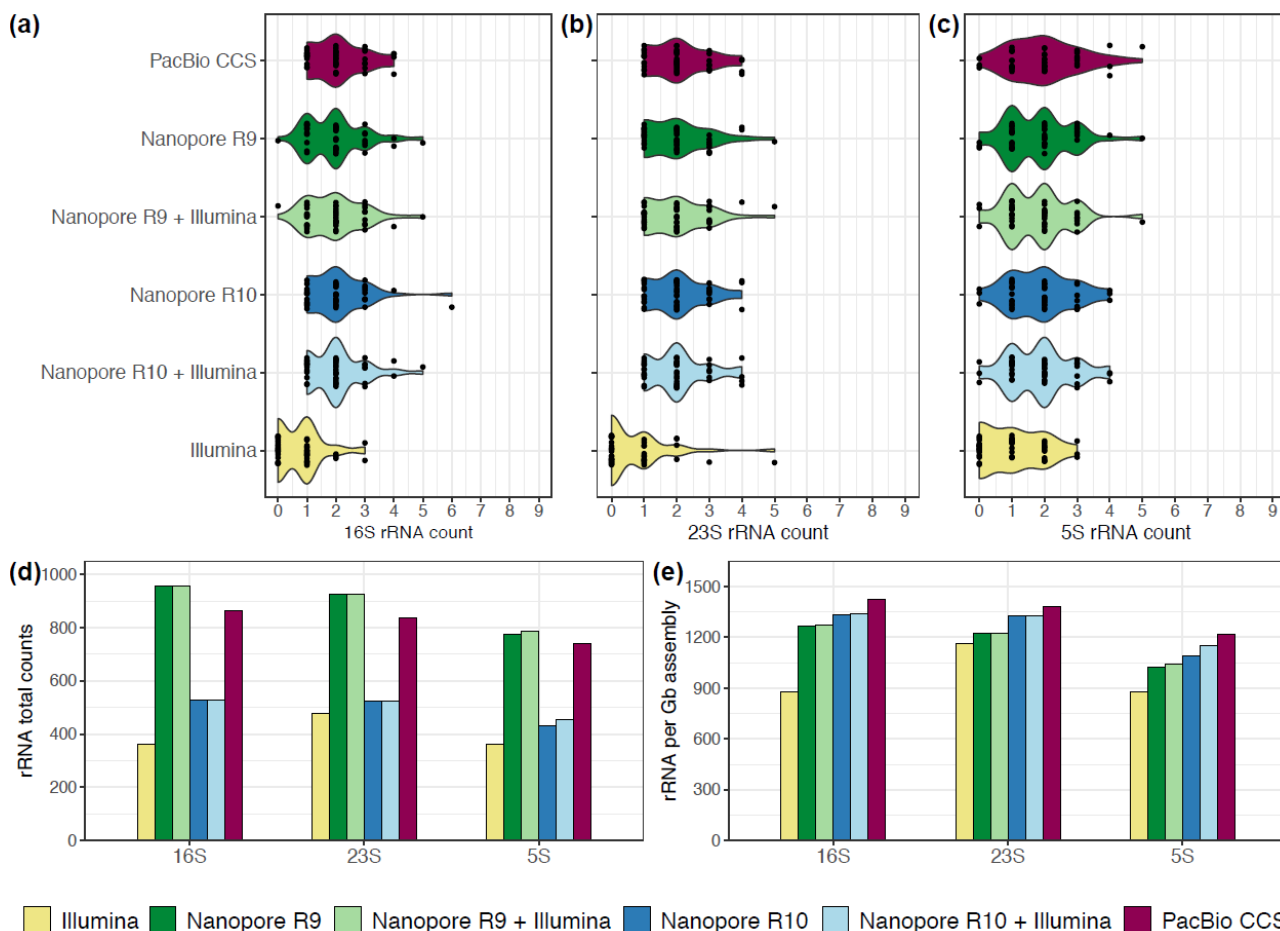 (a)
(b)
(c)
PacBio CCS
Nanopore R9
Nanopore R9 + Illumina
Nanopore R10
Nanopore R10 + Illumina
Illumina
0 1 2 3 4 5 6 7 8 9
16S rRNA count
0 1 2 3 4 5 6 7 8 9
23S rRNA count
0 1 2 3 4 5 6 7 8 9
5S rRNA count
(d)
rRNA total counts
1000
800
600
400
200
0
16S 23S 5S
(e)
rRNA per Gb assembly
1500
1200
900
600
300
0
16S 23S 5S
Illumina Nanopore R9 Nanopore R9 + Illumina Nanopore R10 Nanopore R10 + Illumina PacBio CCS